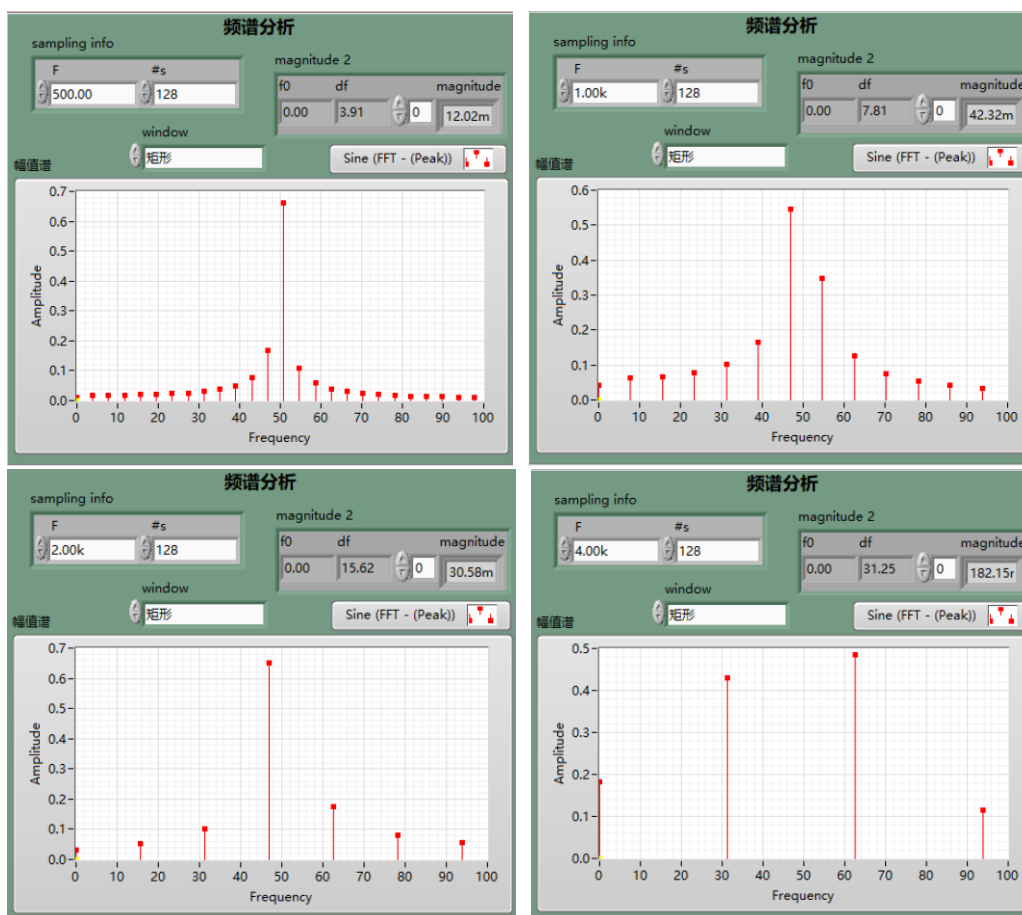 频谱分析
sampling info
F #s
500.00 128
magnitude 2
f0 df magnitude
0.00 3.91 0 12.02m
window
矩形
幅值谱
Sine (FFT - (Peak))
0.7
0.6
0.5
0.4
0.3
0.2
0.1
0.0
Amplitude
0 10 20 30 40 50 60 70 80 90 100
Frequency
频谱分析
sampling info
F #s
1.00k 128
magnitude 2
f0 df magnitude
0.00 7.81 0 42.32m
window
矩形
幅值谱
Sine (FFT - (Peak))
0.6
0.5
0.4
0.3
0.2
0.1
0.0
Amplitude
0 10 20 30 40 50 60 70 80 90 100
Frequency
频谱分析
sampling info
F #s
2.00k 128
magnitude 2
f0 df magnitude
0.00 15.62 0 30.58m
window
矩形
幅值谱
Sine (FFT - (Peak))
0.7
0.6
0.5
0.4
0.3
0.2
0.1
0.0
Amplitude
0 10 20 30 40 50 60 70 80 90 100
Frequency
频谱分析
sampling info
F #s
4.00k 128
magnitude 2
f0 df magnitude
0.00 31.25 0 182.15r
window
矩形
幅值谱
Sine (FFT - (Peak))
0.5
0.4
0.3
0.2
0.1
0.0
Amplitude
0 10 20 30 40 50 60 70 80 90 100
Frequency